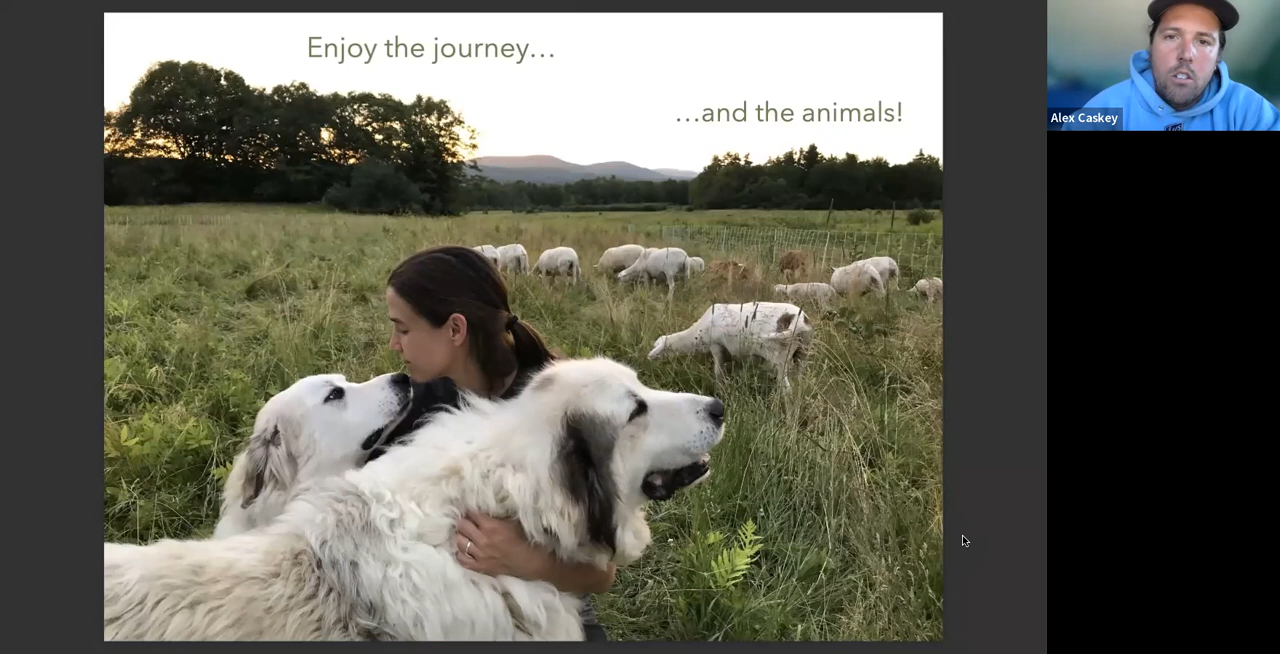 Enjoy the journey…
…and the animals!
Alex Caskey